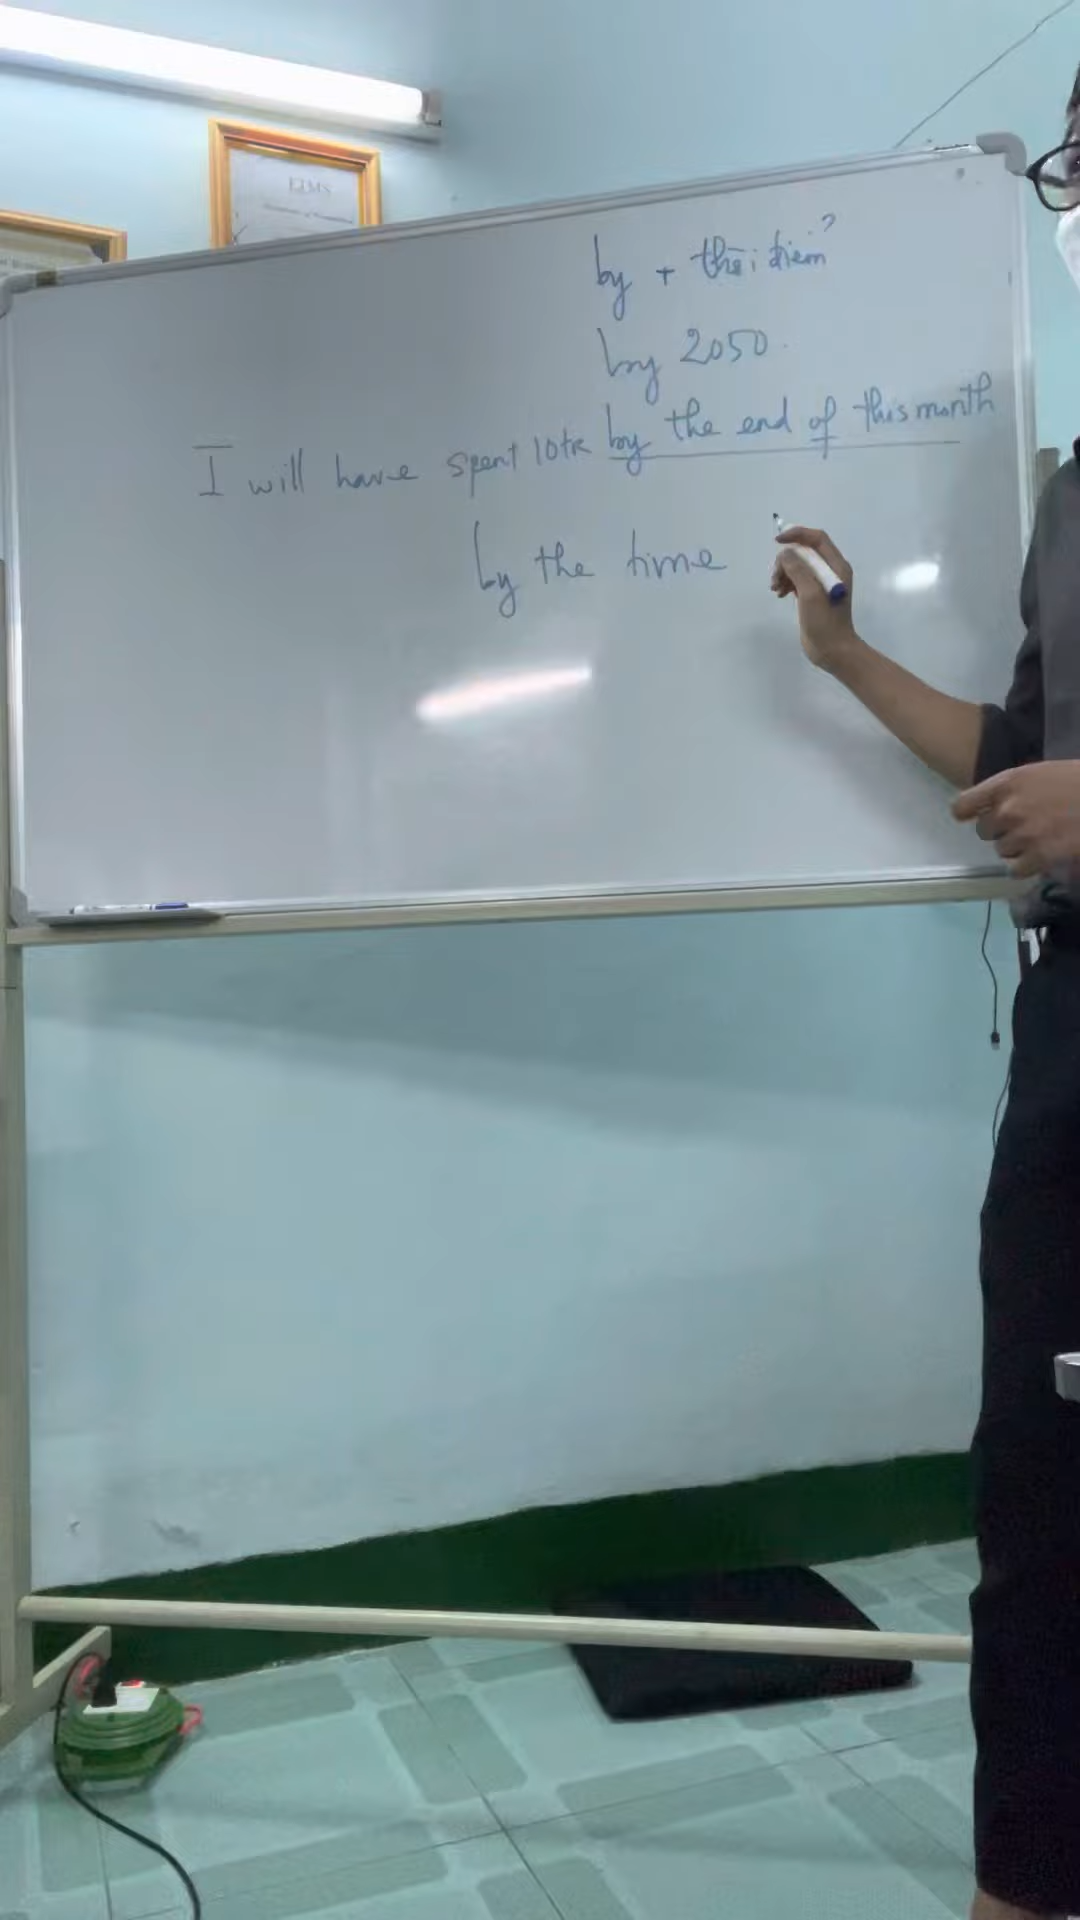 by + thời điểm
by 2050.
I will have spent 10tr by the end of this month
by the time